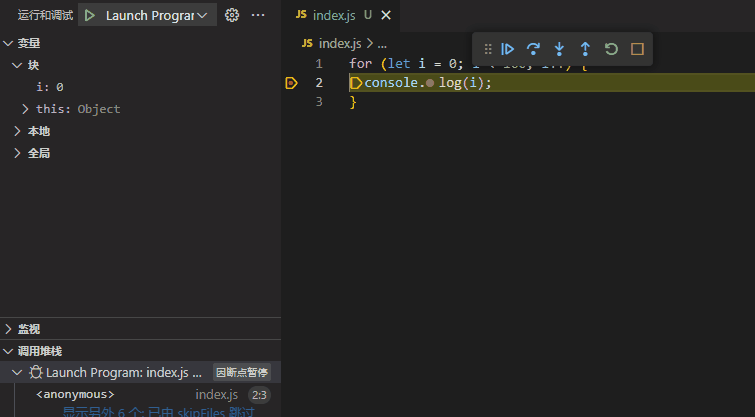 运行和调试 Launch Program
变量
块
i: 0
this: Object
本地
全局
监视
调用堆栈
Launch Program: index.js ... 因断点暂停
<anonymous> index.js 2:3
显示另外 6 个: 已由 skipFiles 跳过
JS index.js U
JS index.js > ...
1 for (let i = 0; i
2 console.log(i);
3 }